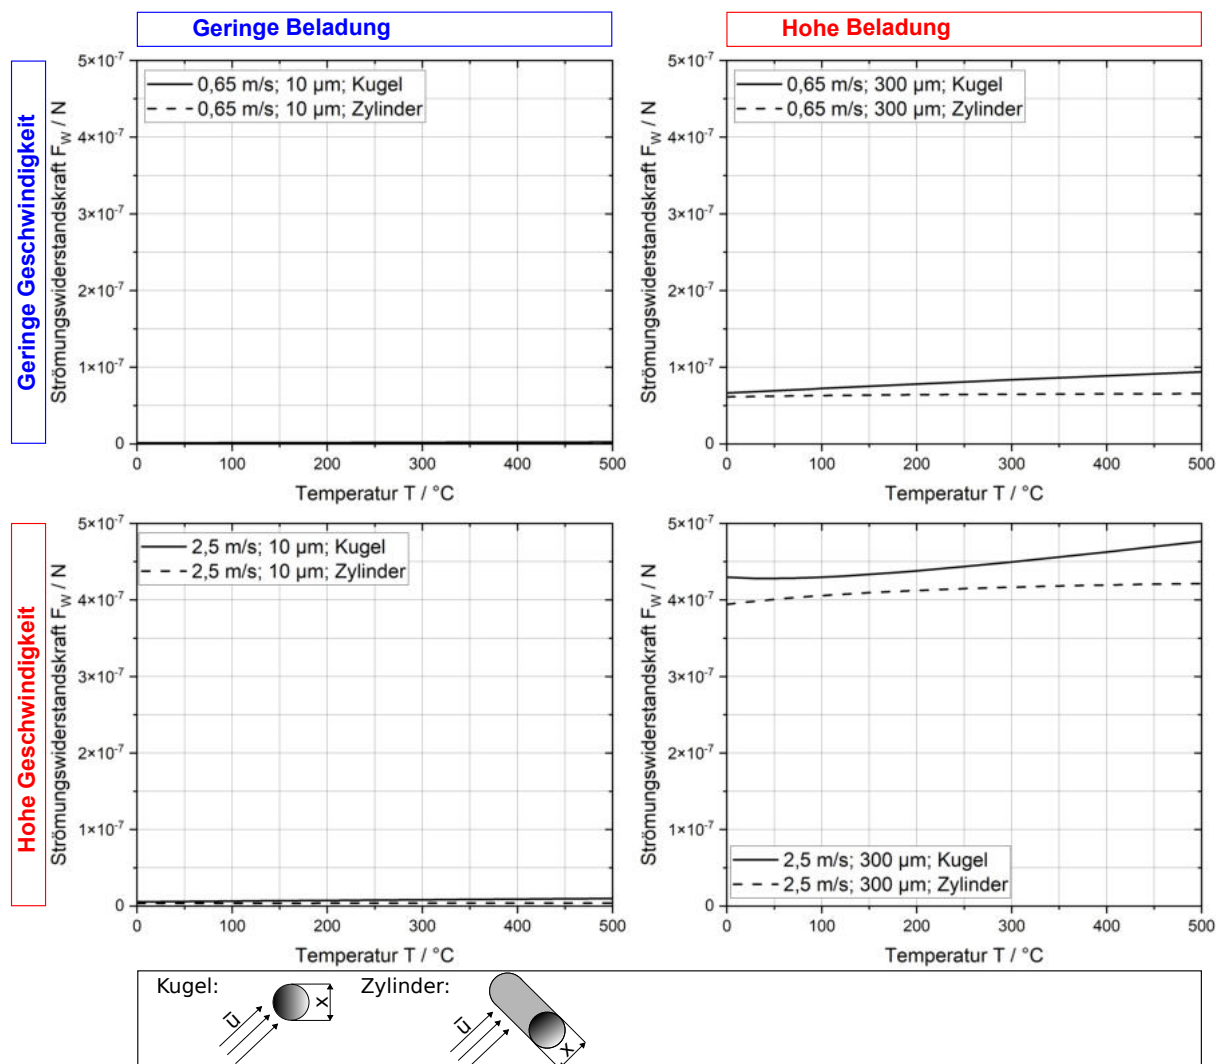 Geringe Beladung
Hohe Beladung
Geringe Geschwindigkeit
Strömungswiderstandskraft F_W / N
5×10⁻⁷
4×10⁻⁷
3×10⁻⁷
2×10⁻⁷
1×10⁻⁷
0
0,65 m/s; 10 µm; Kugel
0,65 m/s; 10 µm; Zylinder
0 100 200 300 400 500
Temperatur T / °C
Strömungswiderstandskraft F_W / N
5×10⁻⁷
4×10⁻⁷
3×10⁻⁷
2×10⁻⁷
1×10⁻⁷
0
0,65 m/s; 300 µm; Kugel
0,65 m/s; 300 µm; Zylinder
0 100 200 300 400 500
Temperatur T / °C
Hohe Geschwindigkeit
Strömungswiderstandskraft F_W / N
5×10⁻⁷
4×10⁻⁷
3×10⁻⁷
2×10⁻⁷
1×10⁻⁷
0
2,5 m/s; 10 µm; Kugel
2,5 m/s; 10 µm; Zylinder
0 100 200 300 400 500
Temperatur T / °C
Strömungswiderstandskraft F_W / N
5×10⁻⁷
4×10⁻⁷
3×10⁻⁷
2×10⁻⁷
1×10⁻⁷
0
2,5 m/s; 300 µm; Kugel
2,5 m/s; 300 µm; Zylinder
0 100 200 300 400 500
Temperatur T / °C
Kugel:
u̅
x
Zylinder:
u̅
x